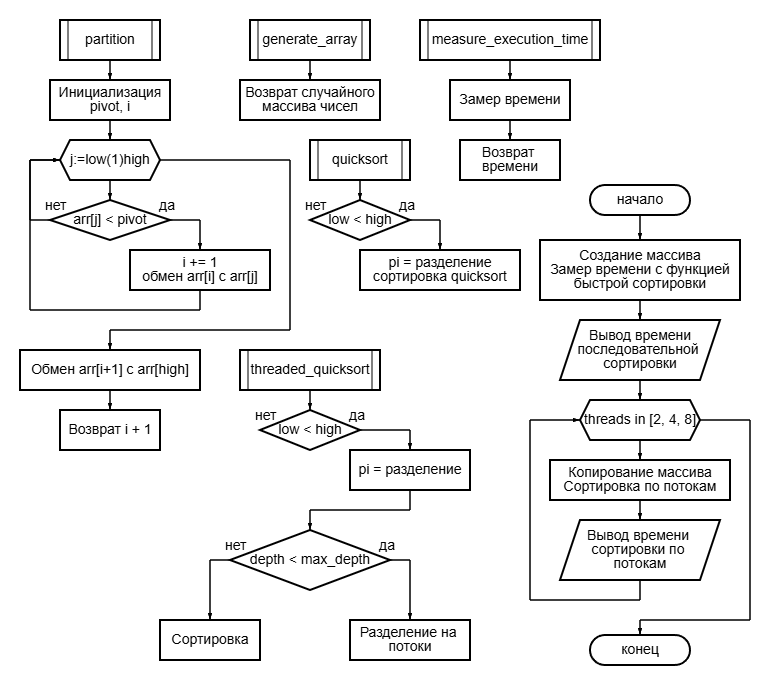 partition
Инициализация
pivot, i
j:=low(1)high
нет
да
arr[j] < pivot
i += 1
обмен arr[i] с arr[j]
Обмен arr[i+1] с arr[high]
Возврат i + 1
generate_array
Возврат случайного
массива чисел
measure_execution_time
Замер времени
Возврат
времени
quicksort
нет
да
low < high
pi = разделение
сортировка quicksort
threaded_quicksort
нет
да
low < high
pi = разделение
нет
да
depth < max_depth
Сортировка
Разделение на
потоки
начало
Создание массива
Замер времени с функцией
быстрой сортировки
Вывод времени
последовательной
сортировки
threads in [2, 4, 8]
Копирование массива
Сортировка по потокам
Вывод времени
сортировки по
потокам
конец